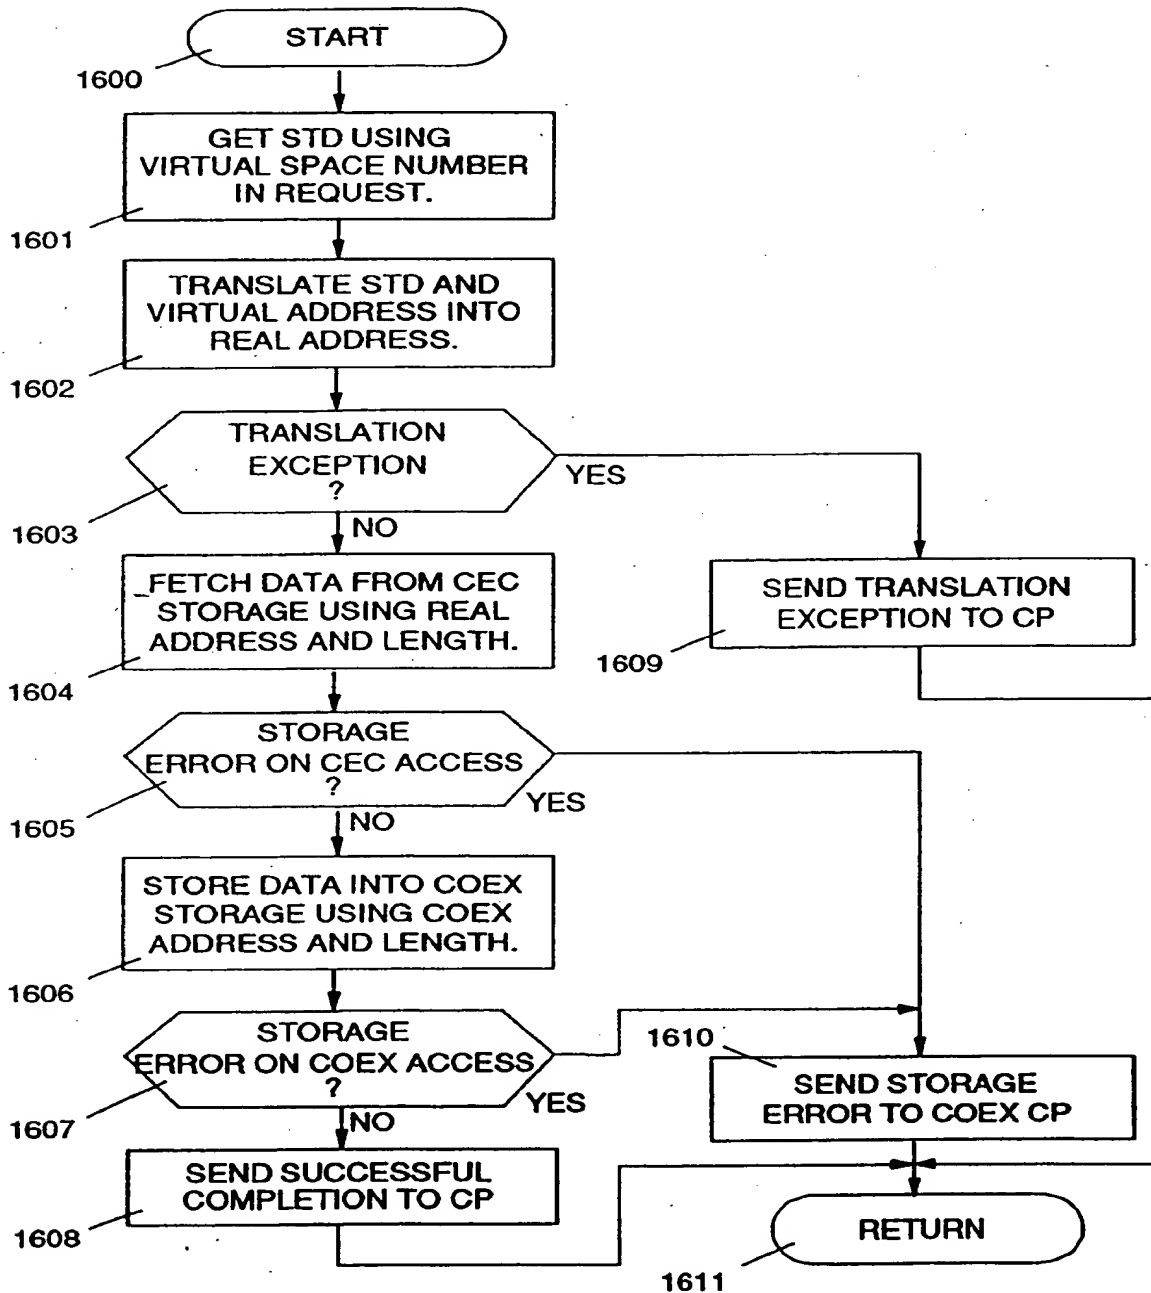 START
1600
GET STD USING
VIRTUAL SPACE NUMBER
IN REQUEST.
1601
TRANSLATE STD AND
VIRTUAL ADDRESS INTO
REAL ADDRESS.
1602
TRANSLATION
EXCEPTION
?
YES
1603
NO
FETCH DATA FROM CEC
STORAGE USING REAL
ADDRESS AND LENGTH.
1604
SEND TRANSLATION
EXCEPTION TO CP
1609
STORAGE
ERROR ON CEC ACCESS
?
YES
1605
NO
STORE DATA INTO COEX
STORAGE USING COEX
ADDRESS AND LENGTH.
1606
STORAGE
ERROR ON COEX ACCESS
?
YES
1607
NO
1610
SEND STORAGE
ERROR TO COEX CP
SEND SUCCESSFUL
COMPLETION TO CP
1608
RETURN
1611